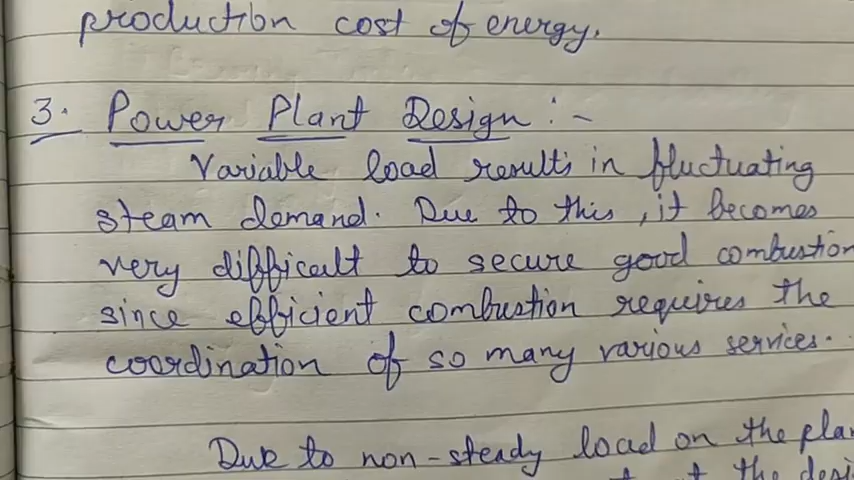 production cost of energy.
3. Power Plant Design :-
Variable load results in fluctuating
steam demand. Due to this, it becomes
very difficult to secure good combustion
since efficient combustion requires the
coordination of so many various services.
Due to non-steady load on the
the